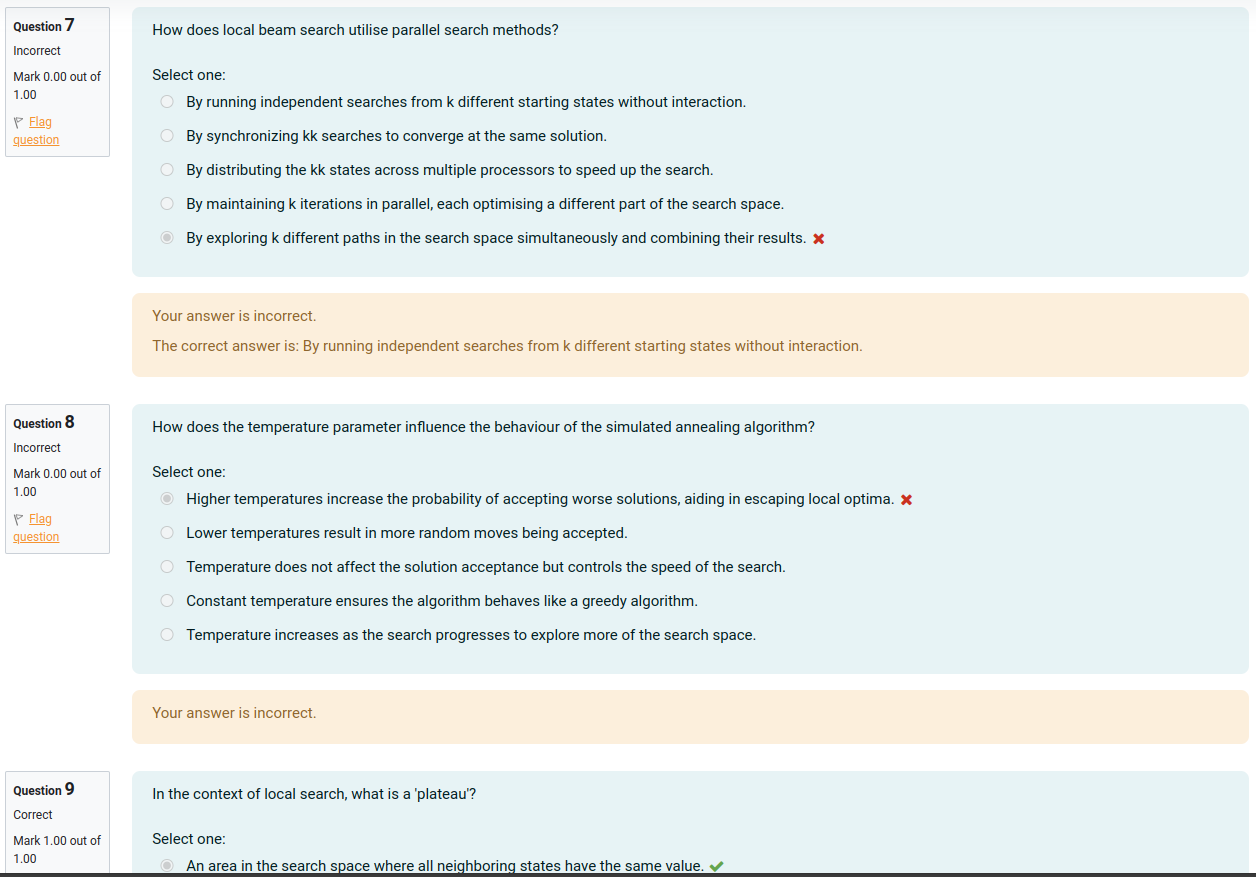 Question 7
Incorrect
Mark 0.00 out of
1.00
Flag
question
How does local beam search utilise parallel search methods?
Select one:
By running independent searches from k different starting states without interaction.
By synchronizing kk searches to converge at the same solution.
By distributing the kk states across multiple processors to speed up the search.
By maintaining k iterations in parallel, each optimising a different part of the search space.
By exploring k different paths in the search space simultaneously and combining their results.
Your answer is incorrect.
The correct answer is: By running independent searches from k different starting states without interaction.
Question 8
Incorrect
Mark 0.00 out of
1.00
Flag
question
How does the temperature parameter influence the behaviour of the simulated annealing algorithm?
Select one:
Higher temperatures increase the probability of accepting worse solutions, aiding in escaping local optima.
Lower temperatures result in more random moves being accepted.
Temperature does not affect the solution acceptance but controls the speed of the search.
Constant temperature ensures the algorithm behaves like a greedy algorithm.
Temperature increases as the search progresses to explore more of the search space.
Your answer is incorrect.
Question 9
Correct
Mark 1.00 out of
1.00
In the context of local search, what is a 'plateau'?
Select one:
An area in the search space where all neighboring states have the same value.